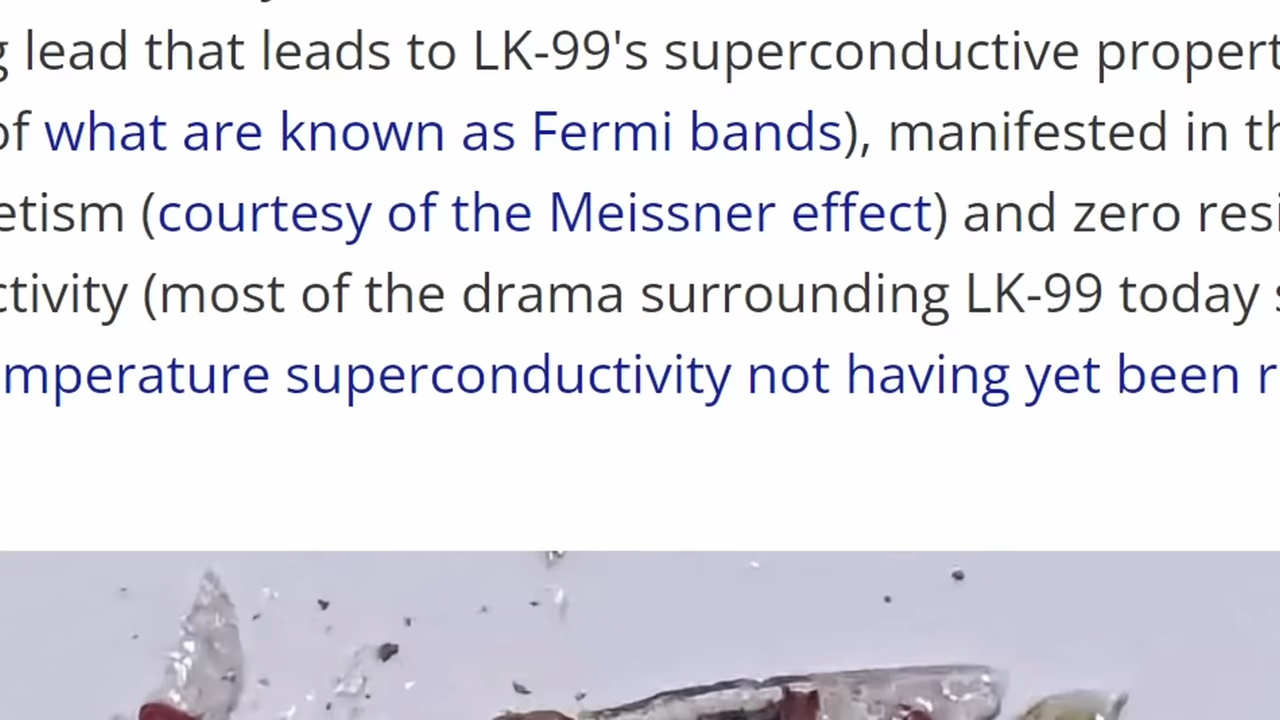 lead that leads to LK-99's superconductive propert
of what are known as Fermi bands), manifested in th
etism (courtesy of the Meissner effect) and zero resi
ctivity (most of the drama surrounding LK-99 today s
mperature superconductivity not having yet been r